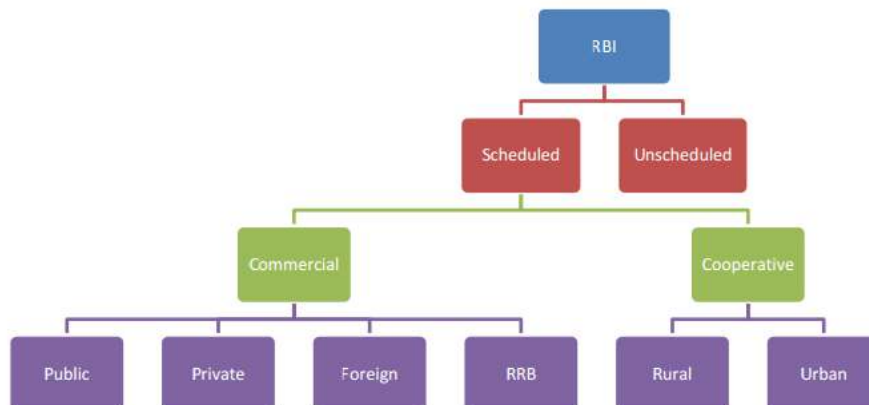 RBI
Scheduled
Unscheduled
Commercial
Cooperative
Public
Private
Foreign
RRB
Rural
Urban